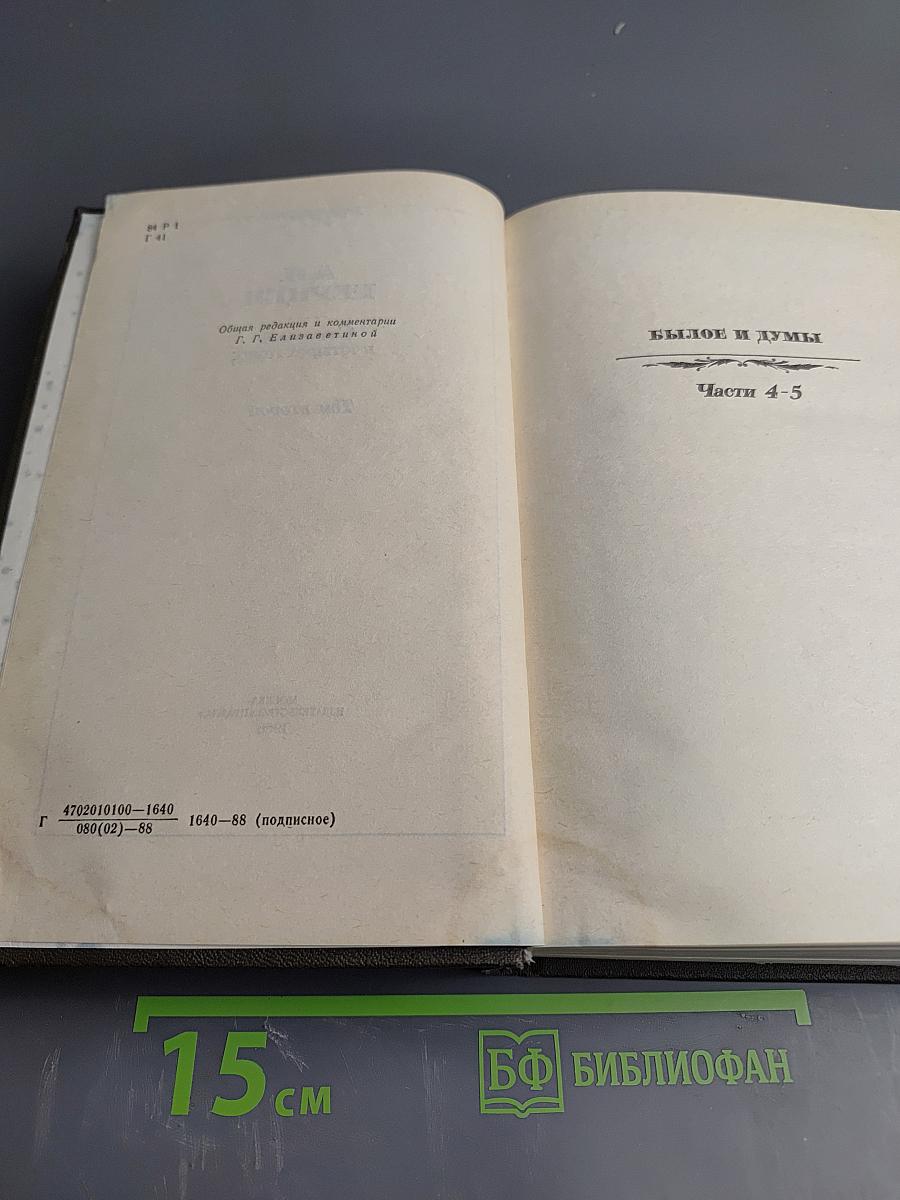 84 Р 1
Г 41
Общая редакция и комментарии
Г. Г. Елизаветиной
Г 4702010100—1640
080(02)—88
1640—88 (подписное)
БЫЛОЕ И ДУМЫ
Части 4-5
15 см
БФ БИБЛИОФАН